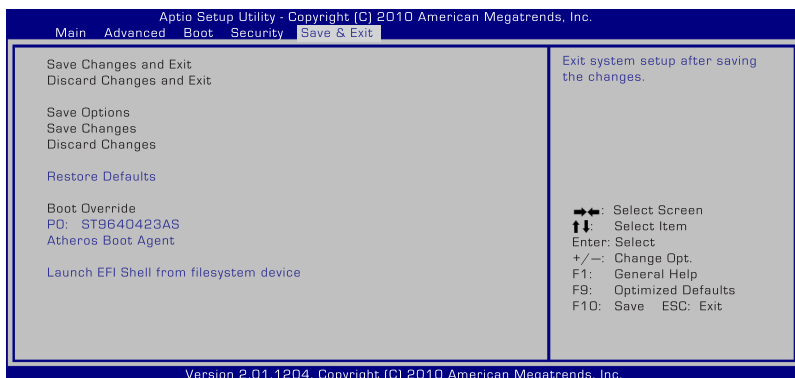 Aptio Setup Utility - Copyright (C) 2010 American Megatrends, Inc.
Main Advanced Boot Security Save & Exit
Save Changes and Exit
Discard Changes and Exit
Save Options
Save Changes
Discard Changes
Restore Defaults
Boot Override
P0: ST9640423AS
Atheros Boot Agent
Launch EFI Shell from filesystem device
Exit system setup after saving
the changes.
→←: Select Screen
↑↓: Select Item
Enter: Select
+/—: Change Opt.
F1: General Help
F9: Optimized Defaults
F10: Save ESC: Exit
Version 2.01.1204. Copyright (C) 2010 American Megatrends, Inc.